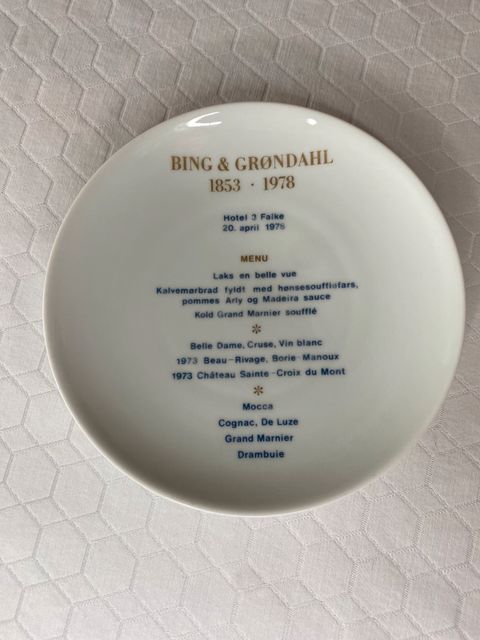 BING & GRØNDAHL
1853 · 1978
Hotel 3 Falke
20. april 1978
MENU
Laks en belle vue
Kalvemørbrad fyldt med hønsesouffléfars,
pommes Arly og Madeira sauce
Kold Grand Marnier soufflé
*
Belle Dame, Cruse, Vin blanc
1973 Beau-Rivage, Borie-Manoux
1973 Château Sainte-Croix du Mont
*
Mocca
Cognac, De Luze
Grand Marnier
Drambuie